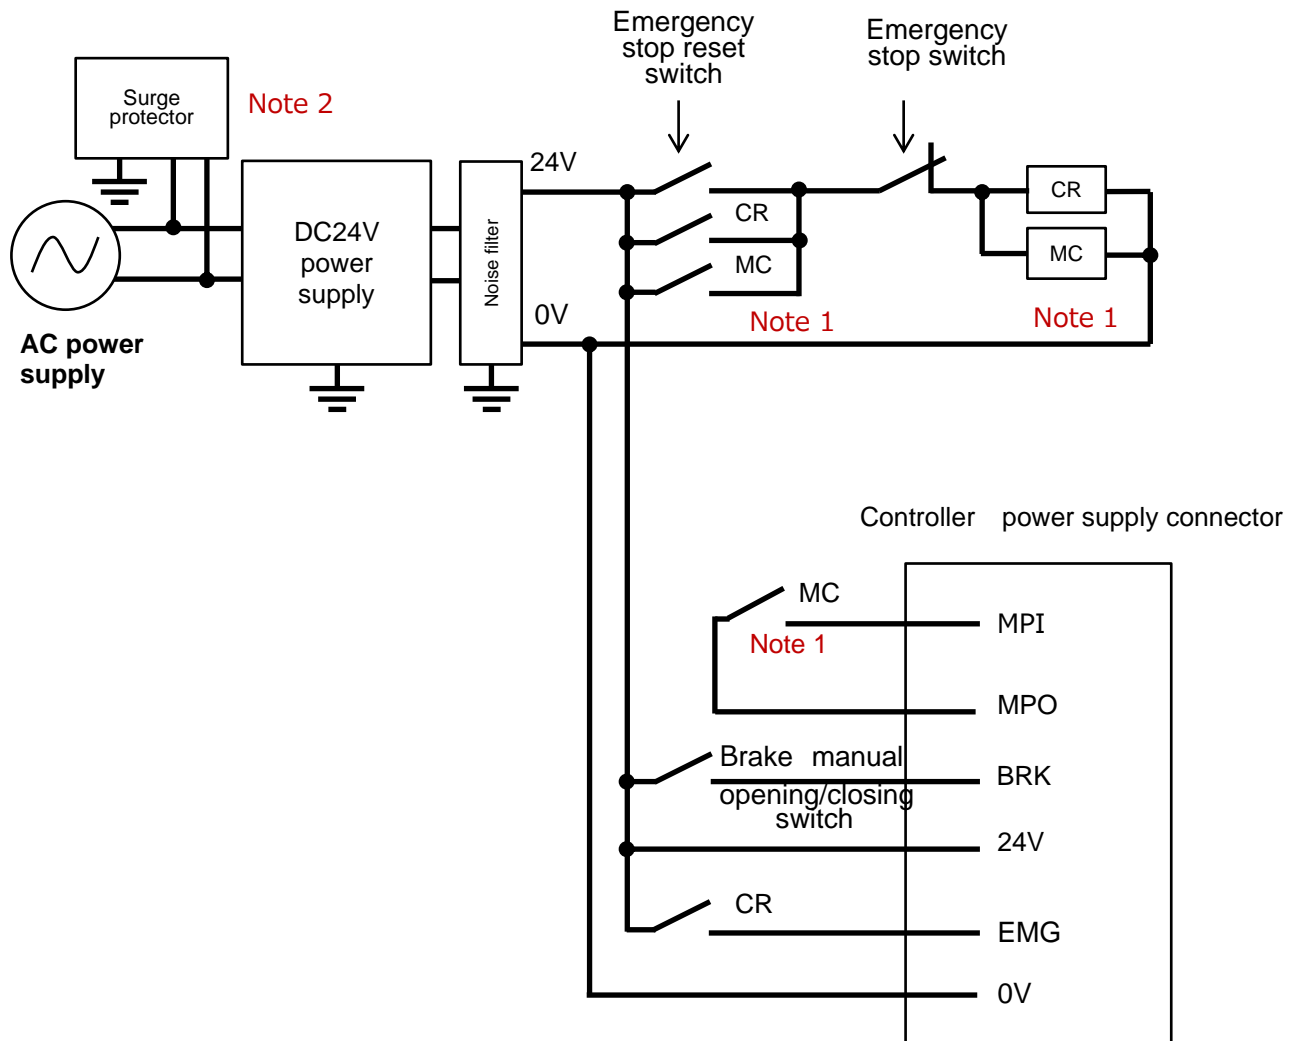 Emergency
stop reset
switch
Emergency
stop switch
Surge
protector
Note 2
24V
CR
CR
DC24V
power
supply
Noise filter
MC
MC
0V
Note 1
Note 1
AC power
supply
Controller power supply connector
MC
MPI
Note 1
MPO
Brake manual
opening/closing
switch
BRK
24V
CR
EMG
0V